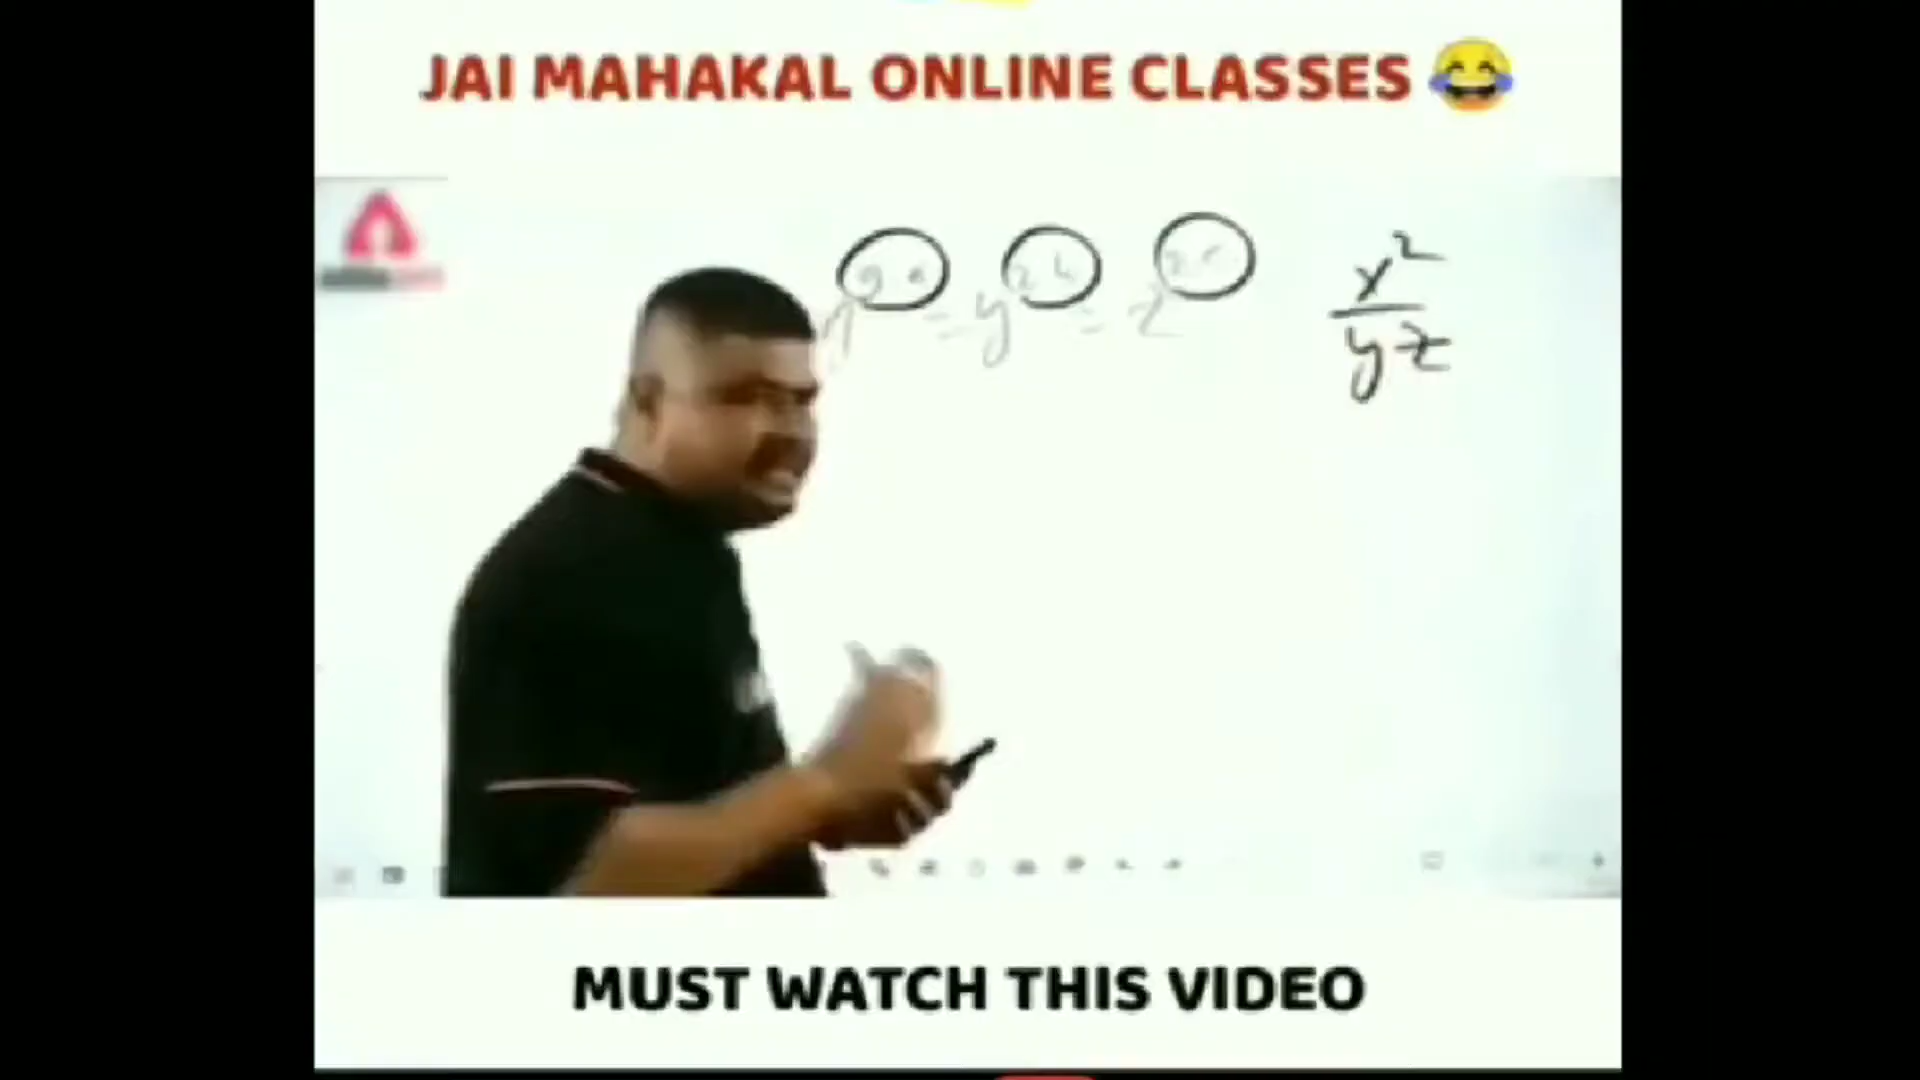 JAI MAHAKAL ONLINE CLASSES 😂
= y = z
x²
yz
MUST WATCH THIS VIDEO